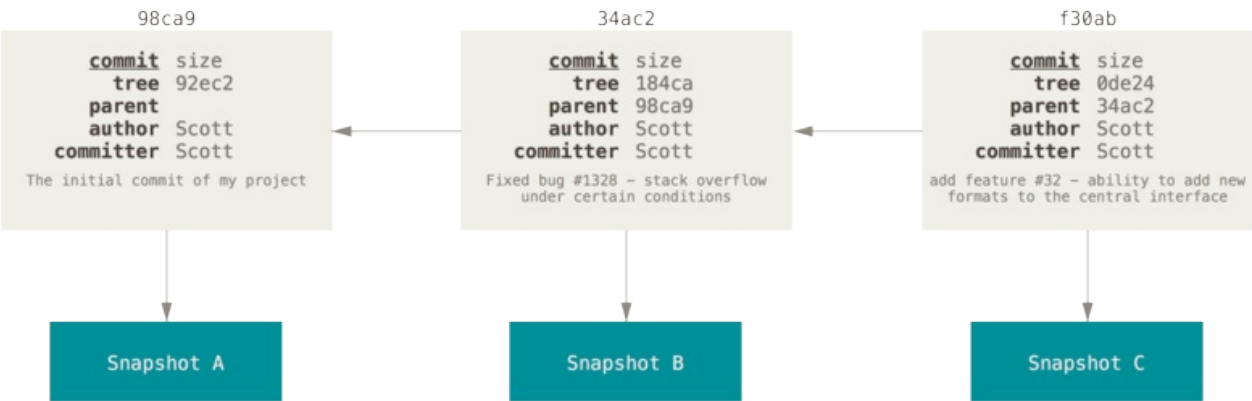 98ca9
commit size
tree 92ec2
parent
author Scott
committer Scott
The initial commit of my project
Snapshot A
34ac2
commit size
tree 184ca
parent 98ca9
author Scott
committer Scott
Fixed bug #1328 – stack overflow
under certain conditions
Snapshot B
f30ab
commit size
tree 0de24
parent 34ac2
author Scott
committer Scott
add feature #32 – ability to add new
formats to the central interface
Snapshot C